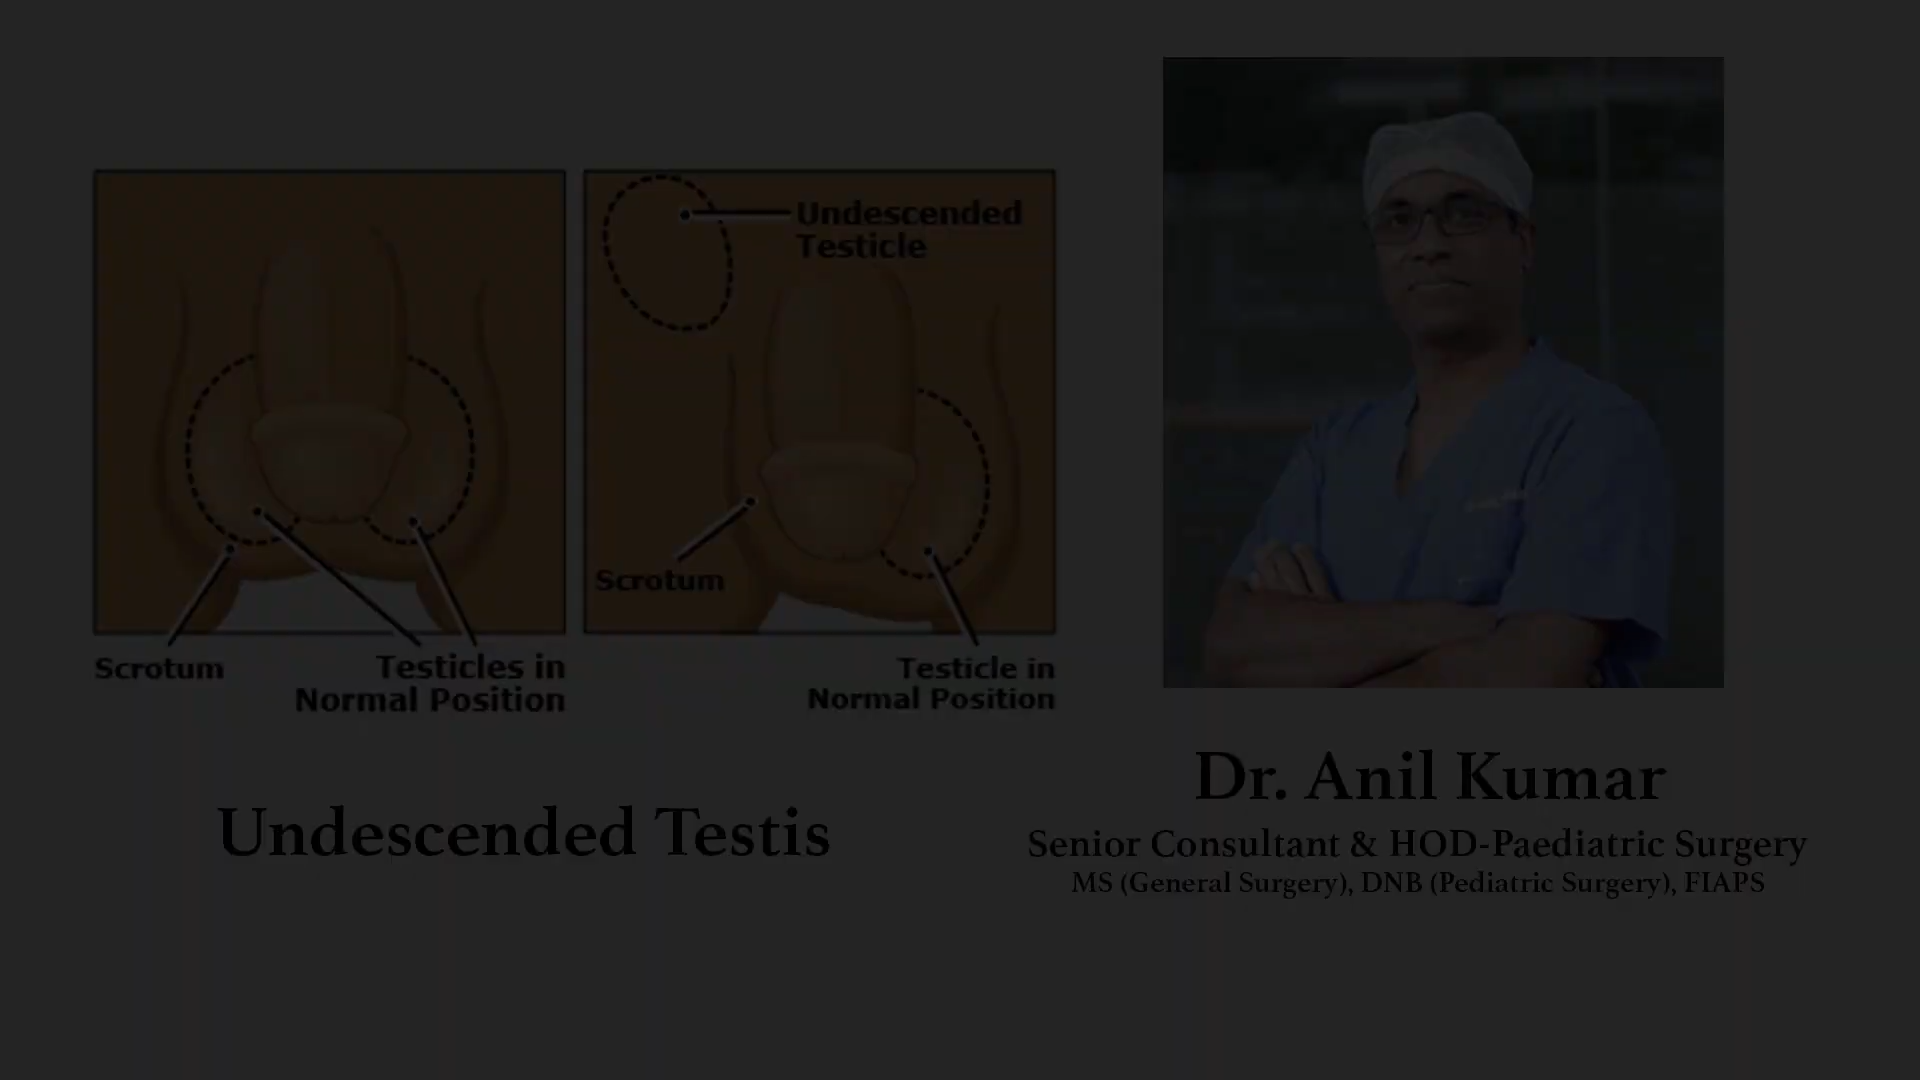 Undescended
Testicle
Scrotum
Scrotum
Testicles in
Normal Position
Testicle in
Normal Position
Undescended Testis
Dr. Anil Kumar
Senior Consultant & HOD-Paediatric Surgery
MS (General Surgery), DNB (Pediatric Surgery), FIAPS